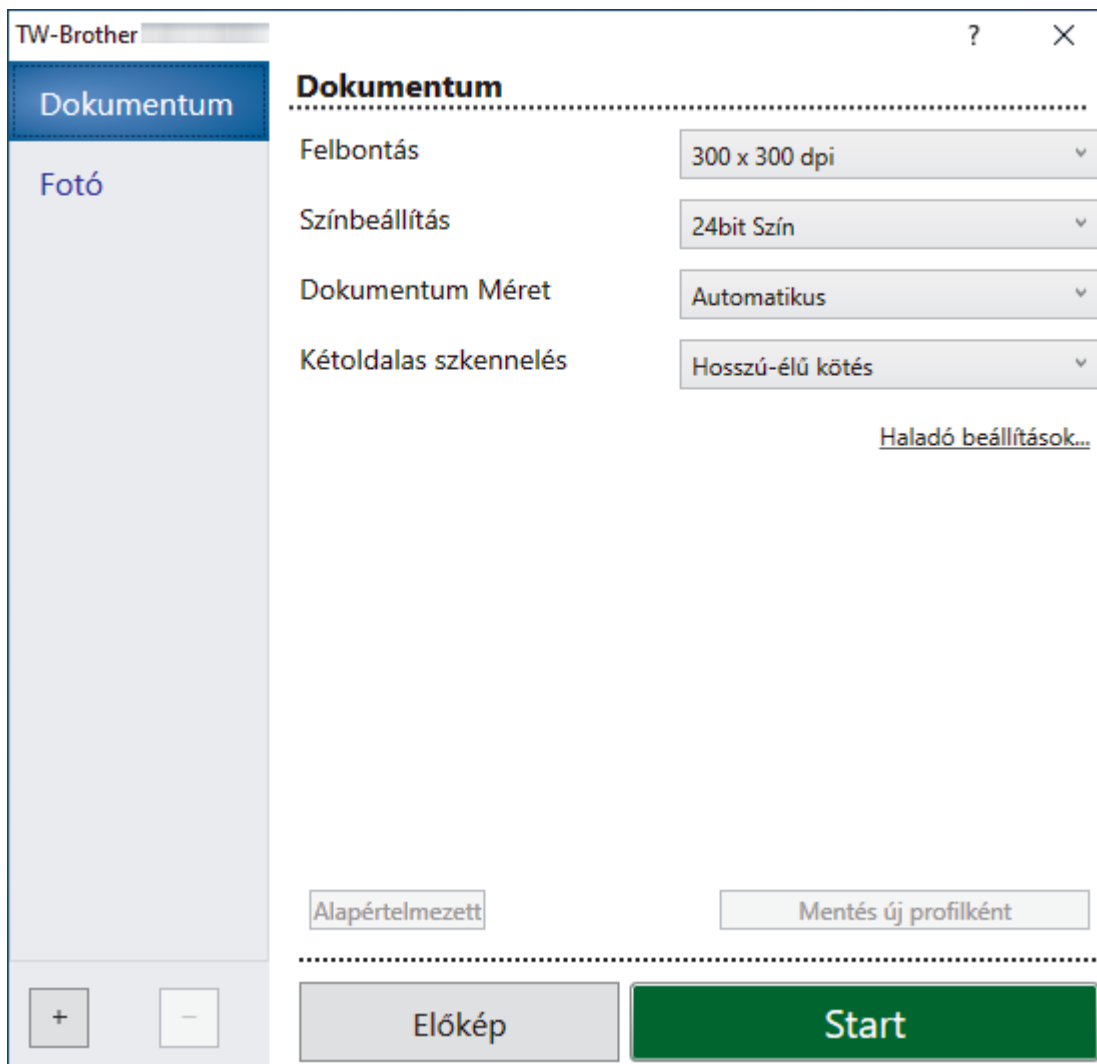 TW-Brother
? ×
Dokumentum
Fotó
Dokumentum
Felbontás 300 x 300 dpi
Színbeállítás 24bit Szín
Dokumentum Méret Automatikus
Kétoldalas szkennelés Hosszú-élű kötés
Haladó beállítások...
Alapértelmezett Mentés új profilként
+ − Előkép Start